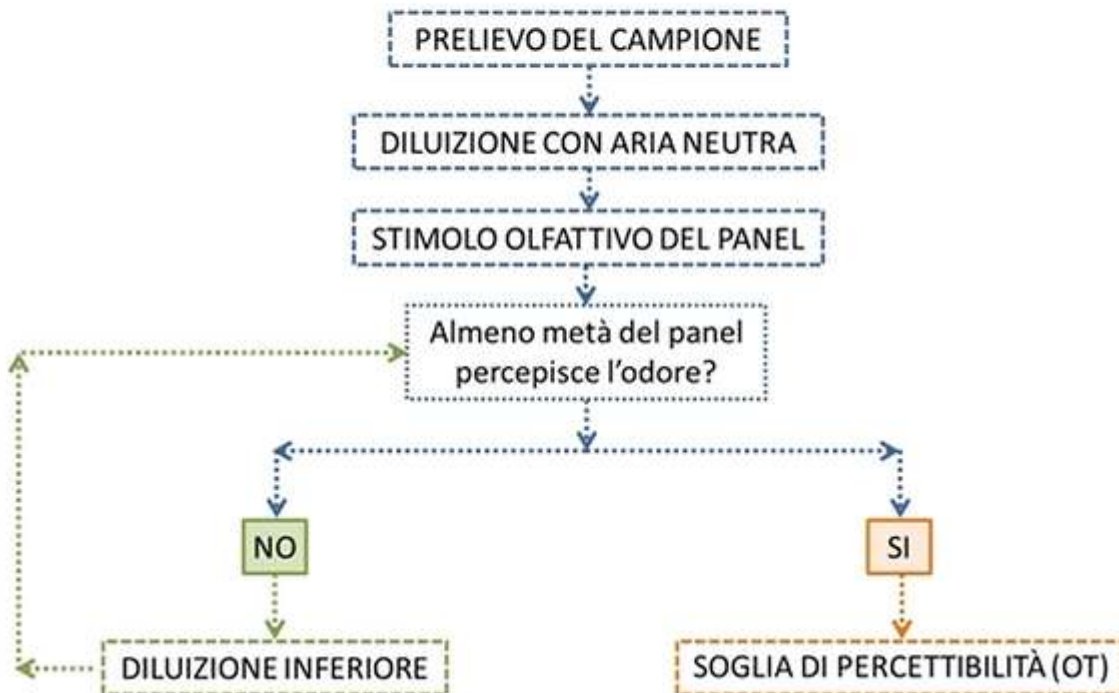 PRELIEVO DEL CAMPIONE
DILUIZIONE CON ARIA NEUTRA
STIMOLO OLFATTIVO DEL PANEL
Almeno metà del panel
percepisce l'odore?
NO
SI
DILUIZIONE INFERIORE
SOGLIA DI PERCETTIBILITÀ (OT)